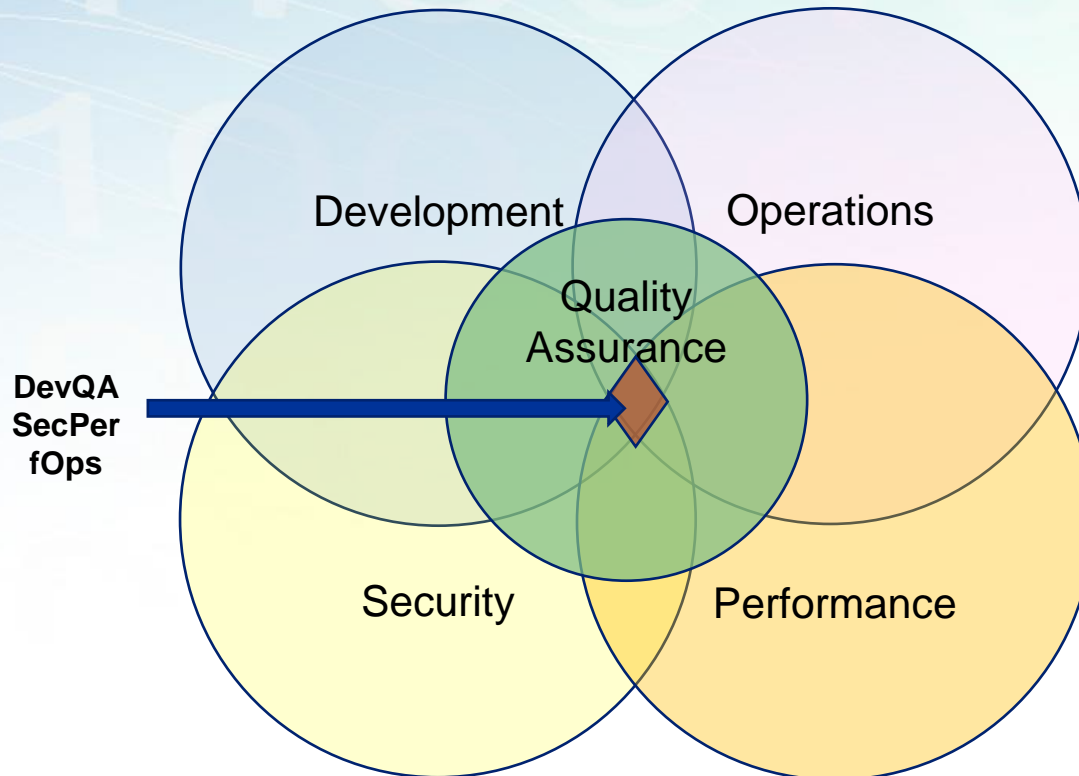 Development
Operations
Quality
Assurance
DevQA
SecPer
fOps
Security
Performance